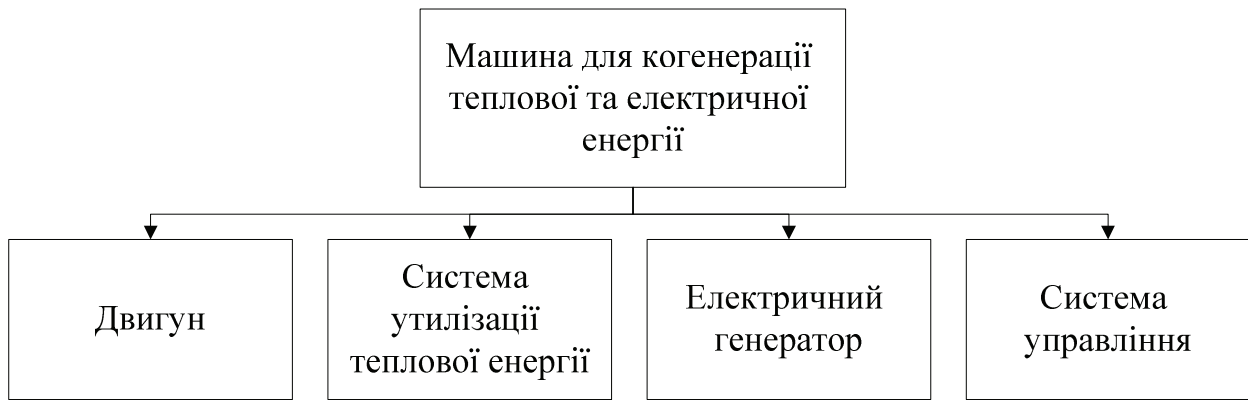 Машина для когенерації
теплової та електричної
енергії
Двигун
Система
утилізації
теплової енергії
Електричний
генератор
Система
управління